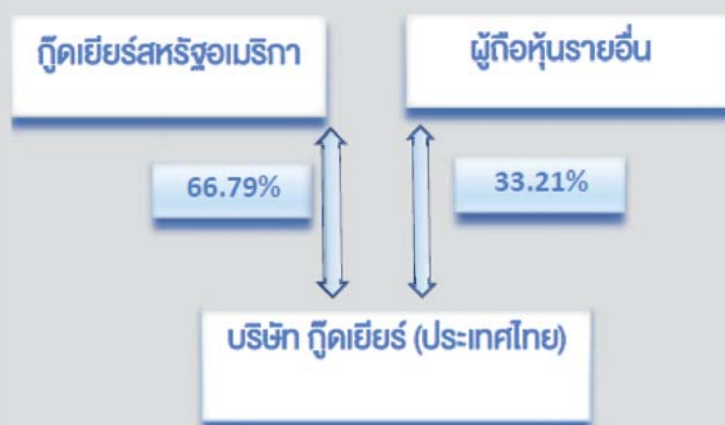 กู๊ดเยียร์สหรัฐอเมริกา
ผู้ถือหุ้นรายอื่น
66.79%
33.21%
บริษัท กู๊ดเยียร์ (ประเทศไทย)